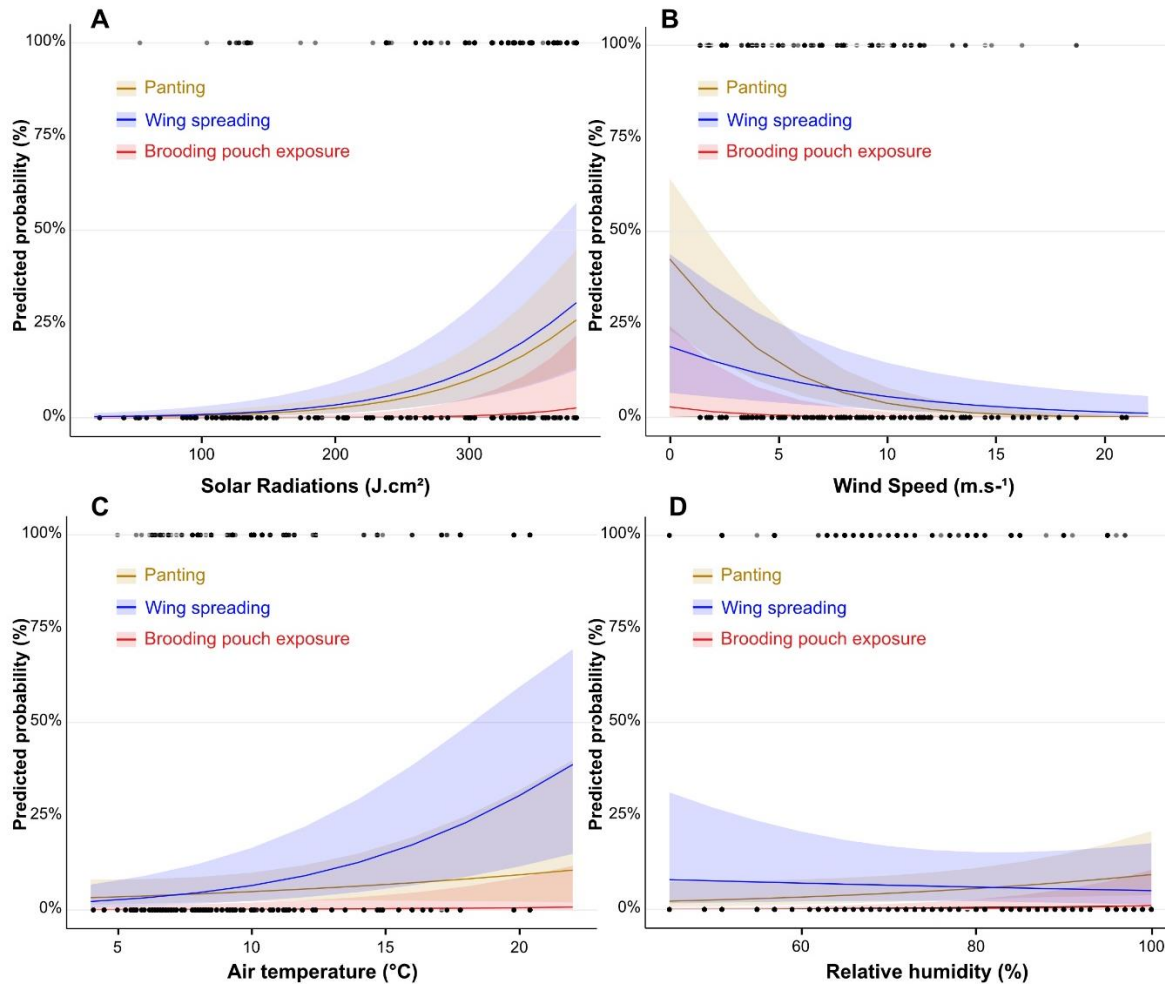 A
Predicted probability (%)
100%
75%
50%
25%
0%
Panting
Wing spreading
Brooding pouch exposure
100
200
300
Solar Radiations (J.cm²)
B
Predicted probability (%)
100%
75%
50%
25%
0%
Panting
Wing spreading
Brooding pouch exposure
0
5
10
15
20
Wind Speed (m.s-¹)
C
Predicted probability (%)
100%
75%
50%
25%
0%
Panting
Wing spreading
Brooding pouch exposure
5
10
15
20
Air temperature (°C)
D
Predicted probability (%)
100%
75%
50%
25%
0%
Panting
Wing spreading
Brooding pouch exposure
60
80
100
Relative humidity (%)